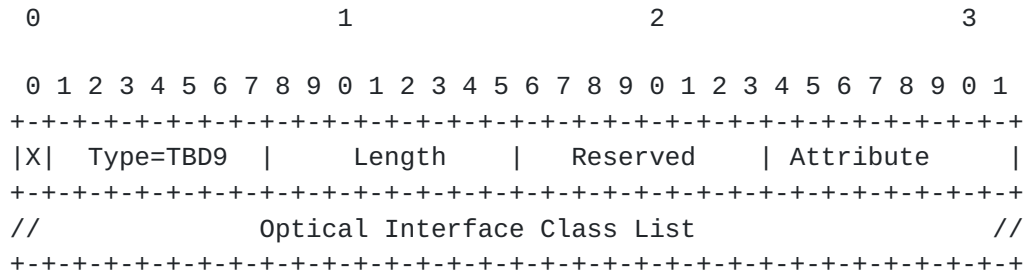 0                   1                   2                   3
 0 1 2 3 4 5 6 7 8 9 0 1 2 3 4 5 6 7 8 9 0 1 2 3 4 5 6 7 8 9 0 1
+-+-+-+-+-+-+-+-+-+-+-+-+-+-+-+-+-+-+-+-+-+-+-+-+-+-+-+-+-+-+-+-+
|X|  Type=TBD9  |     Length    |   Reserved    | Attribute     |
+-+-+-+-+-+-+-+-+-+-+-+-+-+-+-+-+-+-+-+-+-+-+-+-+-+-+-+-+-+-+-+-+
//              Optical Interface Class List                   //
+-+-+-+-+-+-+-+-+-+-+-+-+-+-+-+-+-+-+-+-+-+-+-+-+-+-+-+-+-+-+-+-+